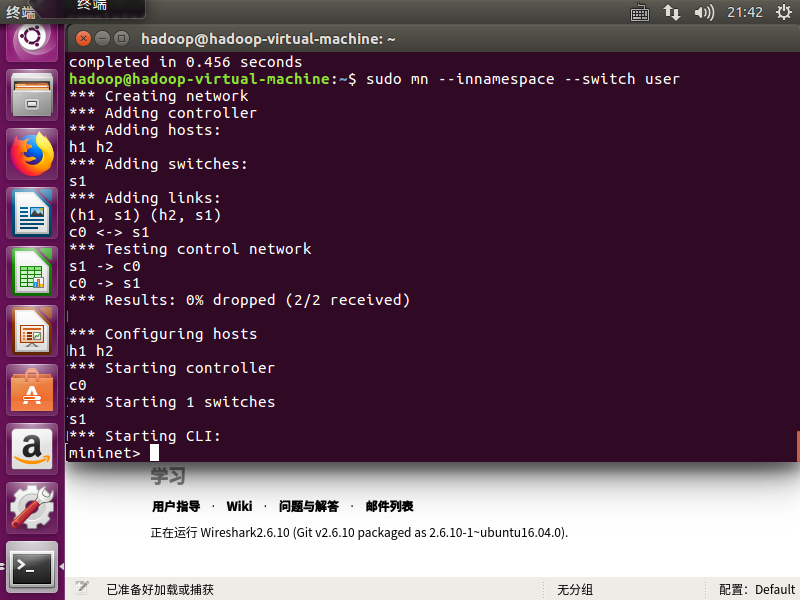 终端
终端
21:42
hadoop@hadoop-virtual-machine: ~
completed in 0.456 seconds
hadoop@hadoop-virtual-machine:~$ sudo mn --innamespace --switch user
*** Creating network
*** Adding controller
*** Adding hosts:
h1 h2
*** Adding switches:
s1
*** Adding links:
(h1, s1) (h2, s1)
c0 <-> s1
*** Testing control network
s1 -> c0
c0 -> s1
*** Results: 0% dropped (2/2 received)
*** Configuring hosts
h1 h2
*** Starting controller
c0
*** Starting 1 switches
s1
*** Starting CLI:
mininet>
学习
用户指导 · Wiki · 问题与解答 · 邮件列表
正在运行 Wireshark2.6.10 (Git v2.6.10 packaged as 2.6.10-1~ubuntu16.04.0).
已准备好加载或捕获 无分组 配置：Default